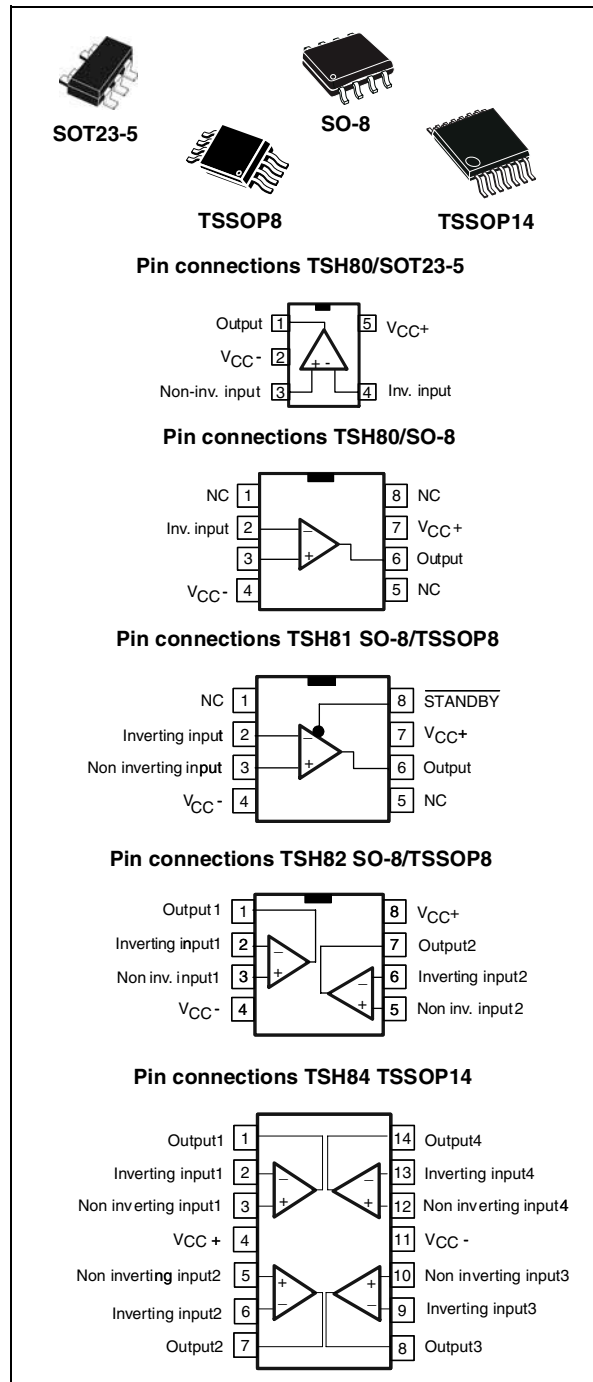 SOT23-5
SO-8
TSSOP8
TSSOP14
Pin connections TSH80/SOT23-5
Output 1 5 VCC+
VCC- 2
Non-inv. input 3 + - 4 Inv. input
Pin connections TSH80/SO-8
NC 1 8 NC
Inv. input 2 – 7 VCC+
3 + 6 Output
VCC- 4 5 NC
Pin connections TSH81 SO-8/TSSOP8
NC 1 8 STANDBY
Inverting input 2 – 7 VCC+
Non inverting input 3 + 6 Output
VCC - 4 5 NC
Pin connections TSH82 SO-8/TSSOP8
Output1 1 8 VCC+
Inverting input1 2 – 7 Output2
Non inv. input1 3 + – 6 Inverting input2
VCC- 4 + 5 Non inv. input2
Pin connections TSH84 TSSOP14
Output1 1 14 Output4
Inverting input1 2 – – 13 Inverting input4
Non inverting input1 3 + + 12 Non inverting input4
VCC + 4 11 VCC -
Non inverting input2 5 + + 10 Non inverting input3
Inverting input2 6 – – 9 Inverting input3
Output2 7 8 Output3